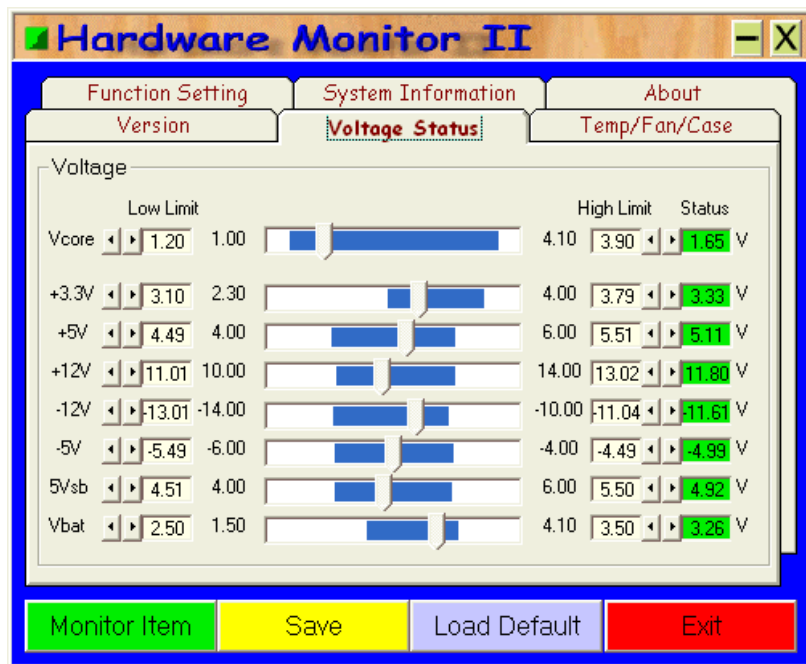 Hardware Monitor II
Function Setting System Information About
Version Voltage Status Temp/Fan/Case
Voltage
Low Limit High Limit Status
Vcore 1.20 1.00 4.10 3.90 1.65 V
+3.3V 3.10 2.30 4.00 3.79 3.33 V
+5V 4.49 4.00 6.00 5.51 5.11 V
+12V 11.01 10.00 14.00 13.02 11.80 V
-12V -13.01 -14.00 -10.00 -11.04 -11.61 V
-5V -5.49 -6.00 -4.00 -4.49 -4.99 V
5Vsb 4.51 4.00 6.00 5.50 4.92 V
Vbat 2.50 1.50 4.10 3.50 3.26 V
Monitor Item Save Load Default Exit